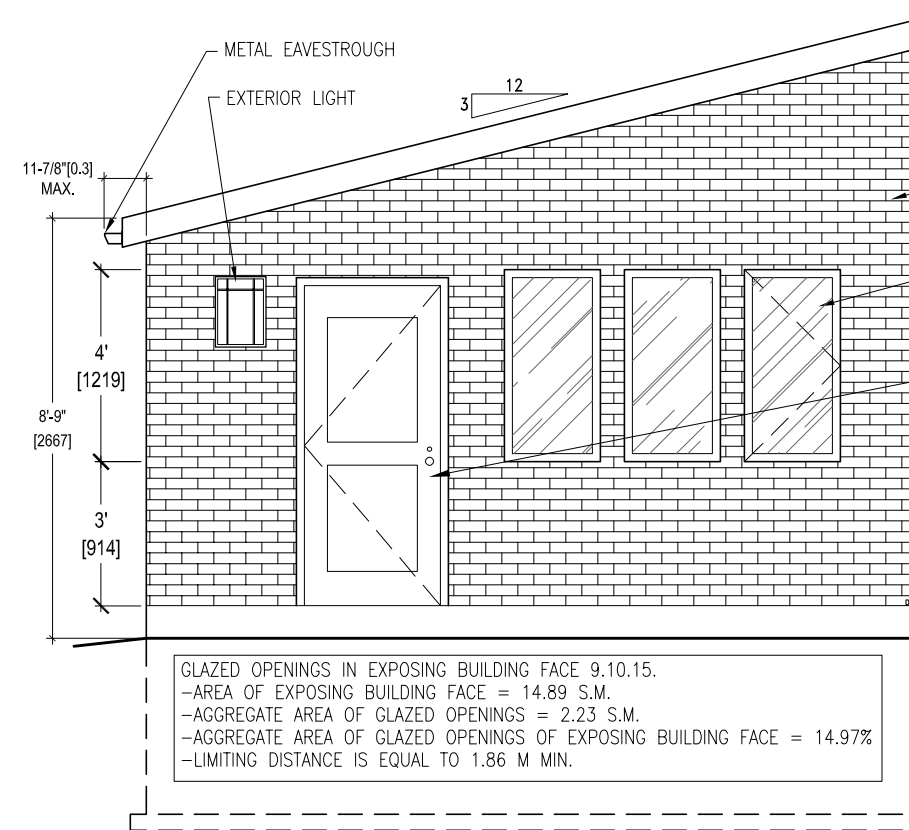 METAL EAVESTROUGH
EXTERIOR LIGHT
12
3
11-7/8"[0.3]
MAX.
4'
[1219]
8'-9"
[2667]
3'
[914]
GLAZED OPENINGS IN EXPOSING BUILDING FACE 9.10.15.
-AREA OF EXPOSING BUILDING FACE = 14.89 S.M.
-AGGREGATE AREA OF GLAZED OPENINGS = 2.23 S.M.
-AGGREGATE AREA OF GLAZED OPENINGS OF EXPOSING BUILDING FACE = 14.97%
-LIMITING DISTANCE IS EQUAL TO 1.86 M MIN.